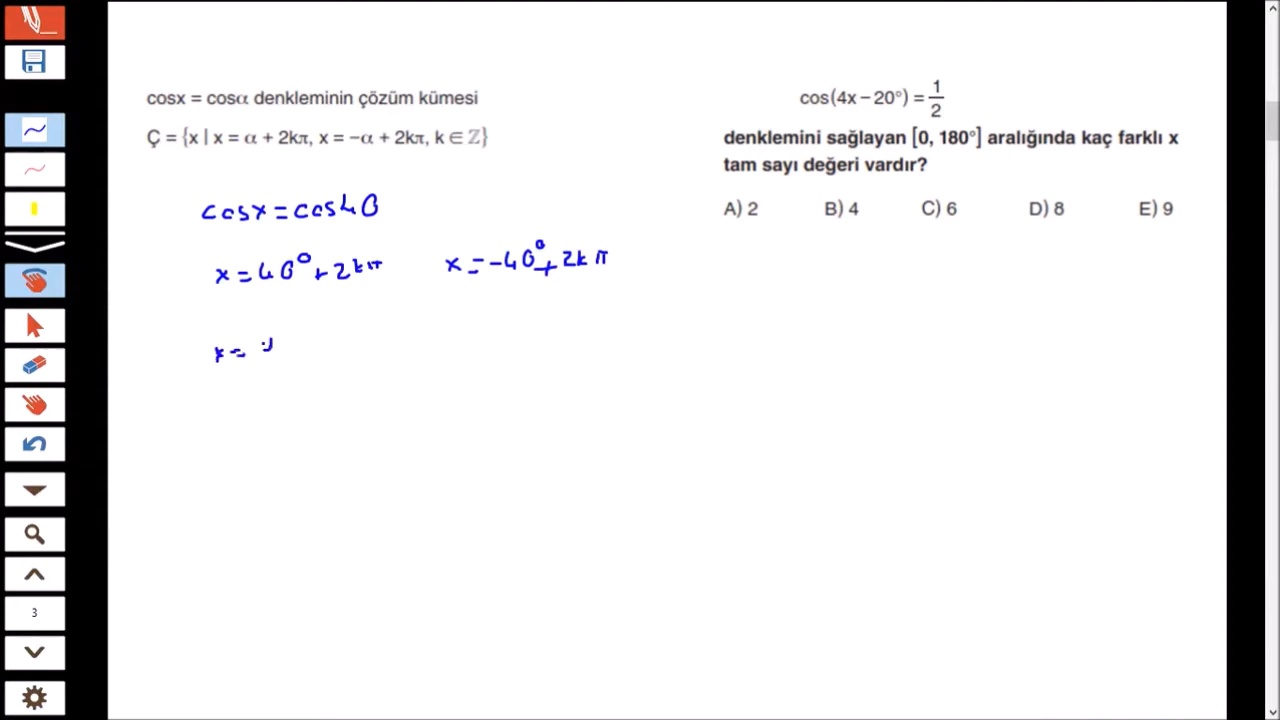 cosx = cosα denkleminin çözüm kümesi
Ç = {x | x = α + 2kπ, x = −α + 2kπ, k ∈ ℤ}
cosx = cos40
x = 40° + 2kπ
x = −40° + 2kπ
x =
cos(4x − 20°) = 1/2
denklemini sağlayan [0, 180°] aralığında kaç farklı x
tam sayı değeri vardır?
A) 2 B) 4 C) 6 D) 8 E) 9
3